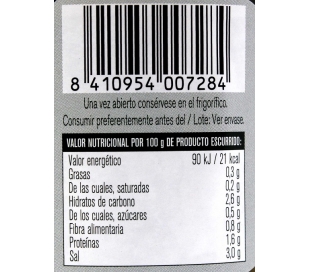 8 410954 007284
Una vez abierto consérvese en el frigorífico.
Consumir preferentemente antes del / Lote: Ver envase.
VALOR NUTRICIONAL POR 100 g DE PRODUCTO ESCURRIDO:
Valor energético 90 kJ / 21 kcal
Grasas 0,3 g
De las cuales, saturadas 0,2 g
Hidratos de carbono 2,6 g
De los cuales, azúcares 0,5 g
Fibra alimentaria 0,8 g
Proteínas 1,6 g
Sal 3,0 g